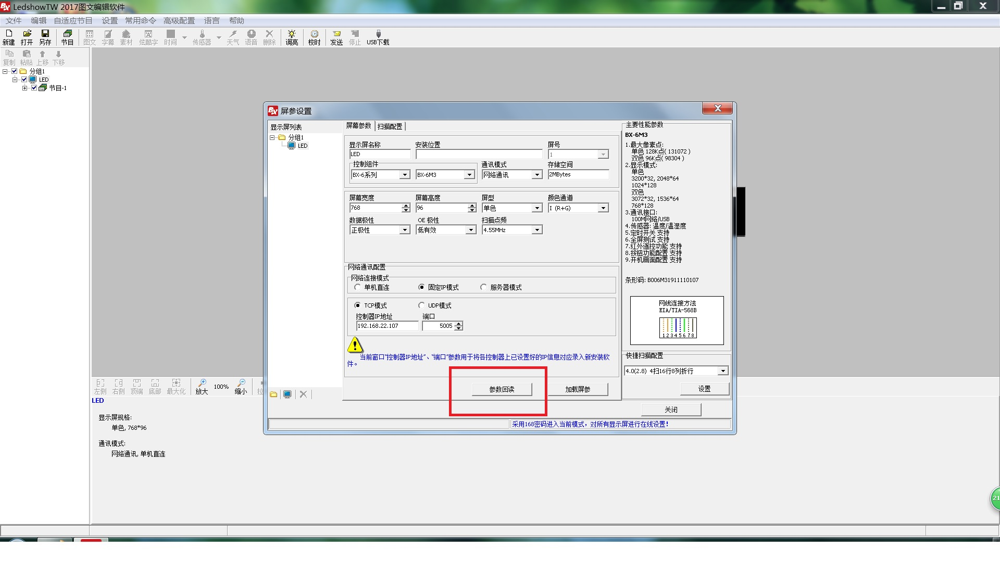 BX LedshowTW 2017图文编辑软件
文件 编辑 自适应节目 设置 常用命令 高级配置 语言 帮助
新建 打开 另存 节目 图文 字幕 素材 炫酷字 时间 传感器 天气 语音 删除 调亮 校时 发送 停止 USB下载
复制 粘贴 上移 下移
分组1
LED
节目-1
BX 屏参设置
显示屏列表
分组1
LED
屏幕参数 扫描配置
显示屏名称 安装位置 屏号
LED 1
控制组件 通讯模式 存储空间
BX-6系列 BX-6M3 网络通讯 2MBytes
屏幕宽度 屏幕高度 屏型 颜色通道
768 96 单色 I (R+G)
数据极性 OE 极性 扫描点频
正极性 低有效 4.55MHz
网络通讯配置
网络连接模式
单机直连 固定IP模式 服务器模式
TCP模式 UDP模式
控制器IP地址 端口
192.168.22.107 5005
当前窗口“控制器IP地址”、“端口”参数用于将各控制器上已设置好的IP信息对应录入新安装软
件。
参数回读 加载屏参
主要性能参数
BX-6M3
1.最大像素点:
单色 128K点( 131072 )
双色 96K点( 98304 )
2.显示模式:
单色
3200*32, 2048*64
1024*128
双色
3072*32, 1536*64
768*128
3.通讯接口:
100M网络/USB
4.传感器: 温度/温湿度
5.定时开关 支持
6.全屏测试 支持
7.红外遥控功能 支持
8.按钮功能配置 支持
9.开机画面配置 支持
条形码: B006M31911110107
网线连接方法
EIA/TIA-568B
1 2 3 4 5 6 7 8
快捷扫描配置
4.0(2.8) 4扫16行8列折行
设置
关闭
采用168密码进入当前模式，对所有显示屏进行在线设置！
左侧 右侧 顶端 底部 最大化 放大 100% 缩小
LED
显示屏规格:
单色, 768*96
通讯模式:
网络通讯, 单机直连
21